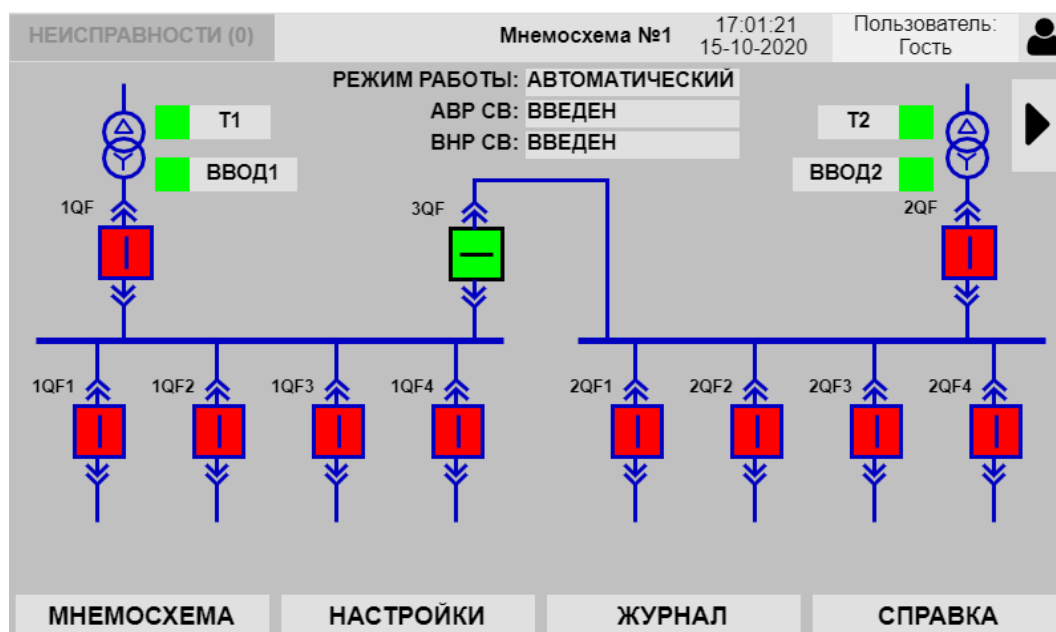 НЕИСПРАВНОСТИ (0)
Мнемосхема №1
17:01:21
15-10-2020
Пользователь:
Гость
РЕЖИМ РАБОТЫ: АВТОМАТИЧЕСКИЙ
АВР СВ: ВВЕДЕН
ВНР СВ: ВВЕДЕН
Т1
ВВОД1
Т2
ВВОД2
1QF
3QF
2QF
1QF1
1QF2
1QF3
1QF4
2QF1
2QF2
2QF3
2QF4
МНЕМОСХЕМА
НАСТРОЙКИ
ЖУРНАЛ
СПРАВКА